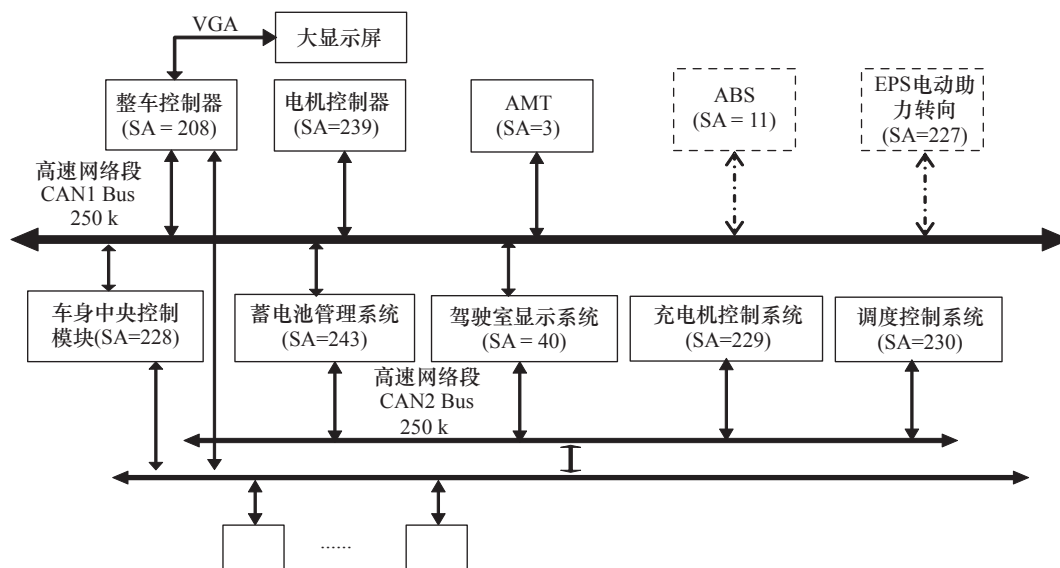 VGA
大显示屏
整车控制器
(SA = 208)
电机控制器
(SA=239)
AMT
(SA=3)
ABS
(SA = 11)
EPS电动助
力转向
(SA=227)
高速网络段
CAN1 Bus
250 k
车身中央控制
模块(SA=228)
蓄电池管理系统
(SA=243)
驾驶室显示系统
(SA = 40)
充电机控制系统
(SA=229)
调度控制系统
(SA=230)
高速网络段
CAN2 Bus
250 k
......